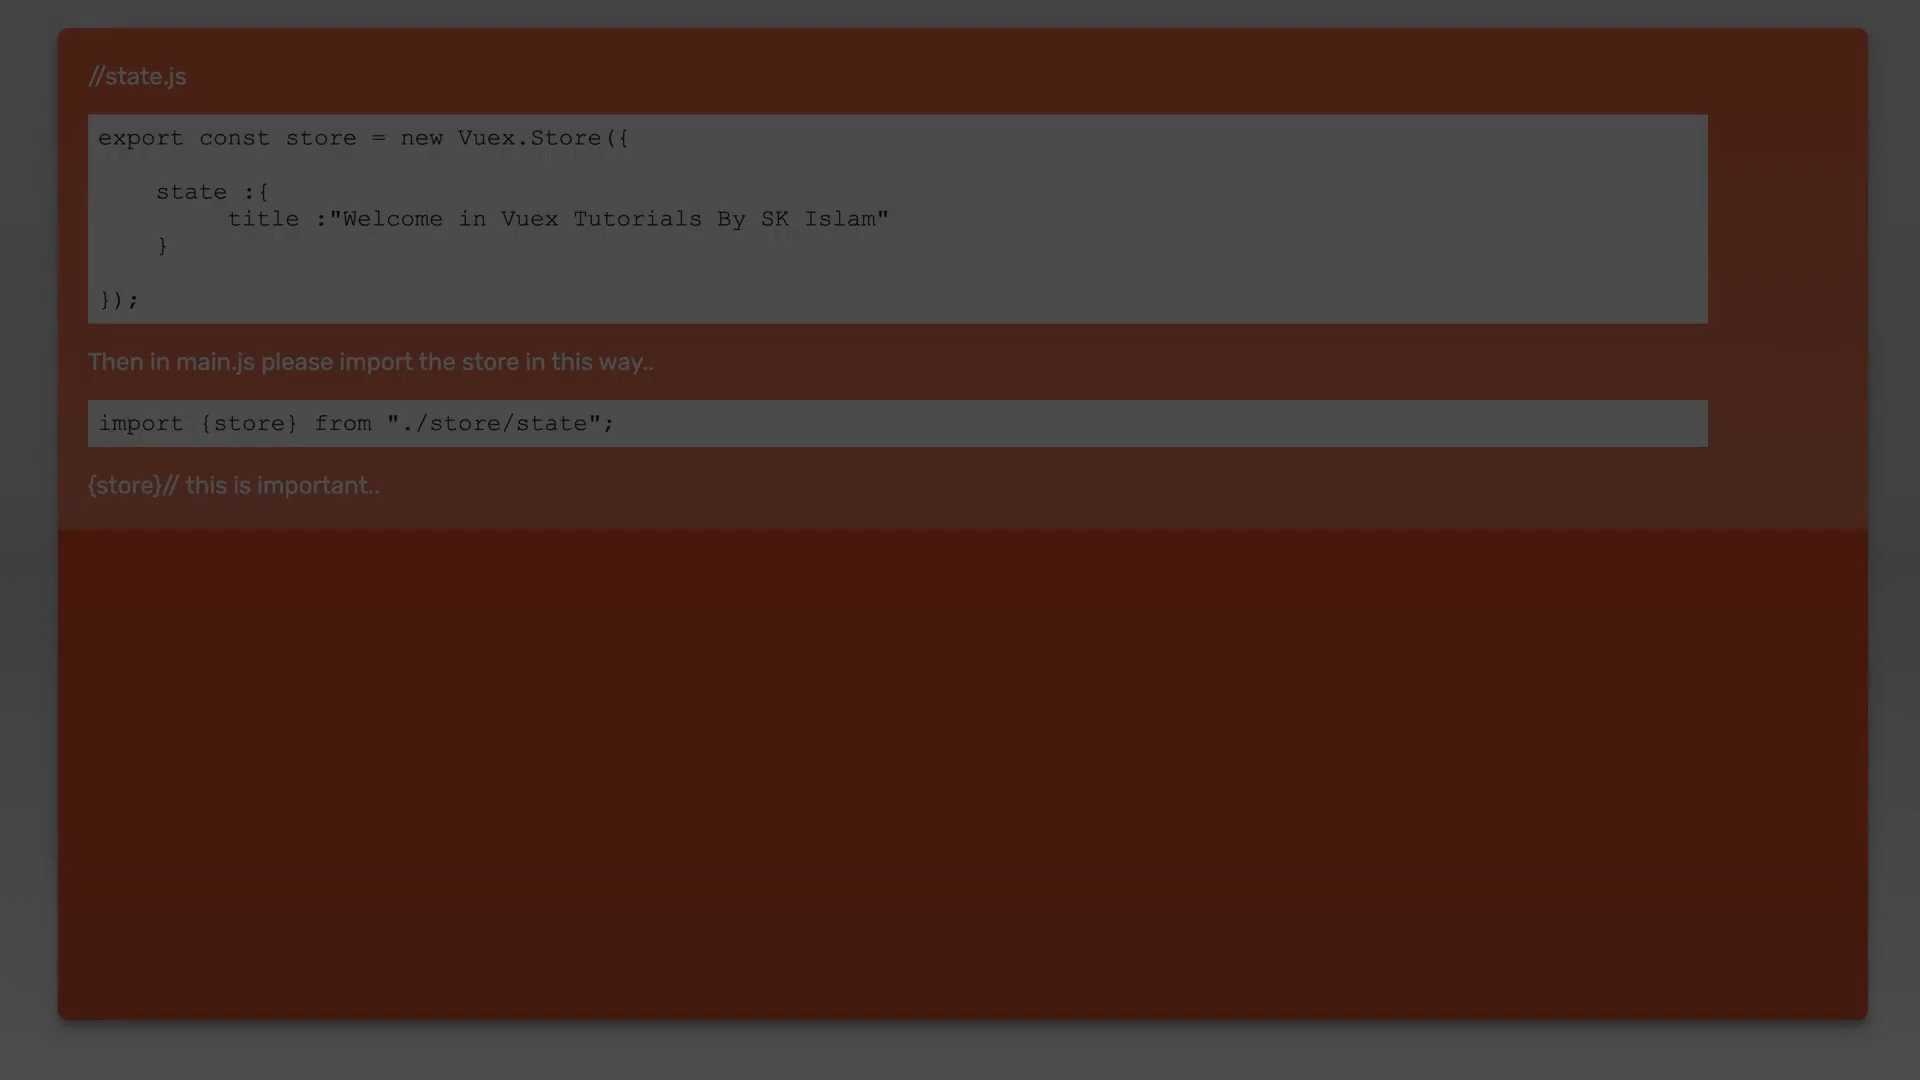 //state.js
export const store = new Vuex.Store({
state :{
title :"Welcome in Vuex Tutorials By SK Islam"
}
});
Then in main.js please import the store in this way..
import {store} from "./store/state";
{store}// this is important..